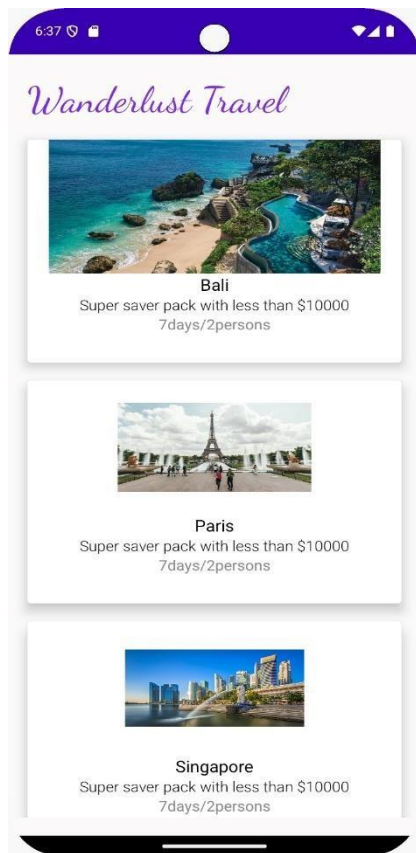 6:37
Wanderlust Travel
Bali
Super saver pack with less than $10000
7days/2persons
Paris
Super saver pack with less than $10000
7days/2persons
Singapore
Super saver pack with less than $10000
7days/2persons